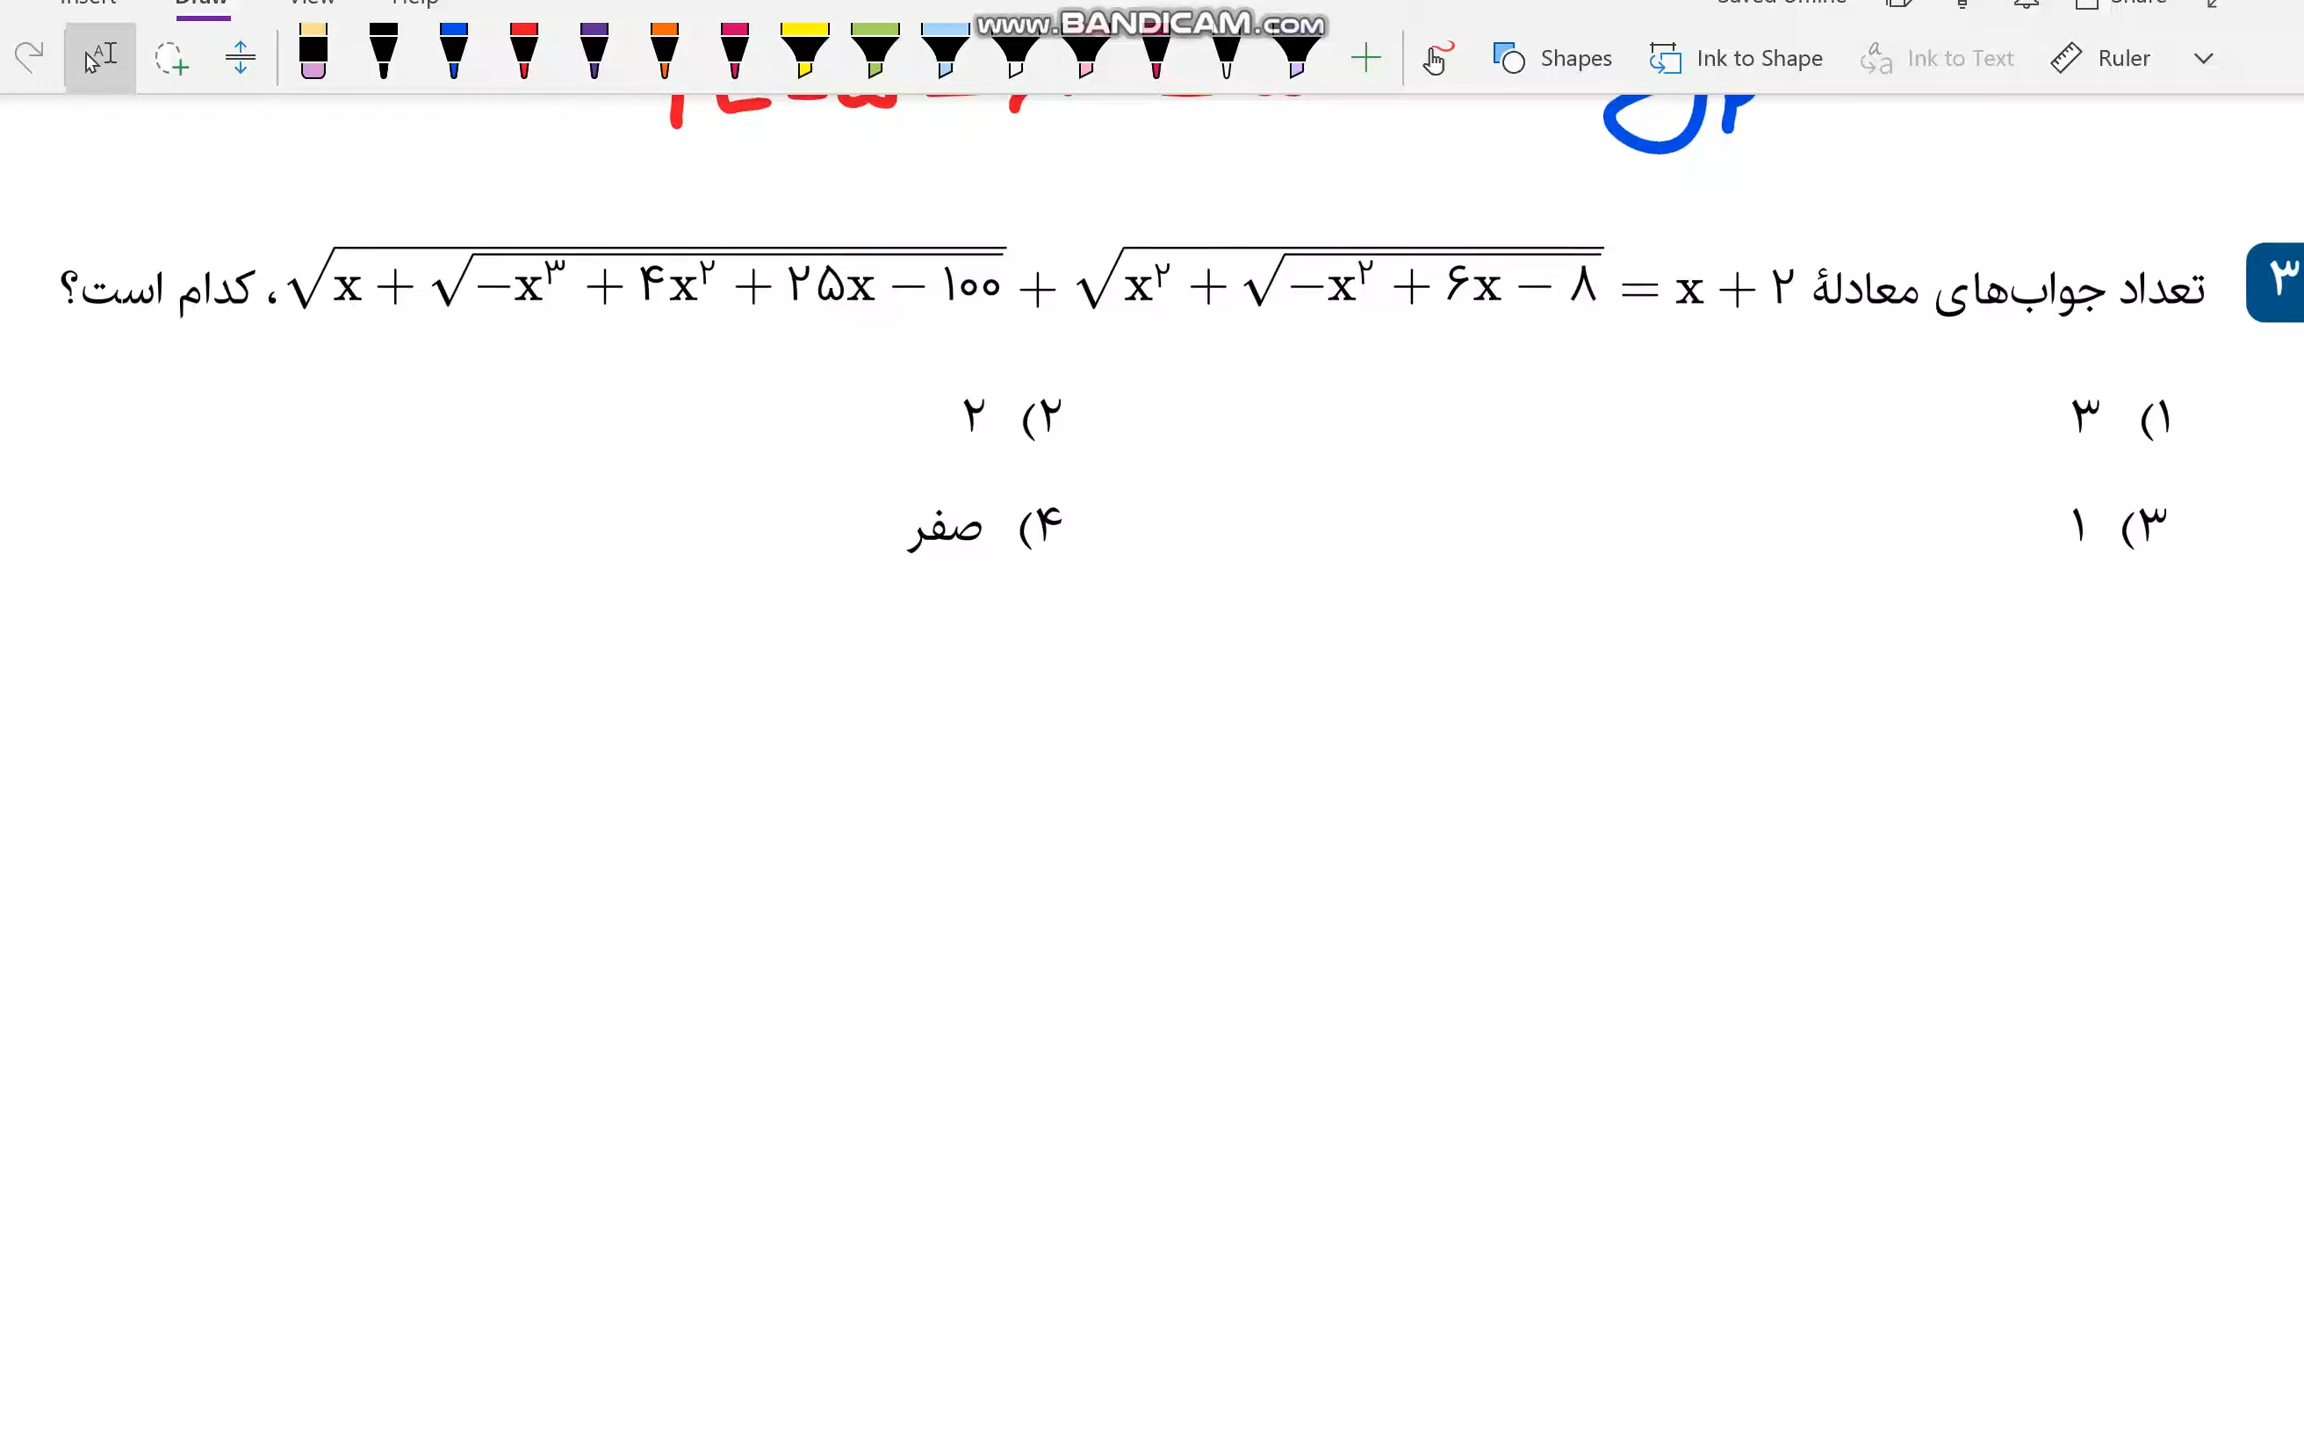 www.BANDICAM.com
Shapes Ink to Shape Ink to Text Ruler
۳ تعداد جواب‌های معادلهٔ √(x + √(−x³ + ۴x² + ۲۵x − ۱۰۰)) + √(x² + √(−x² + ۶x − ۸)) = x + ۲، کدام است؟
۱) ۳ ۲) ۲
۳) ۱ ۴) صفر